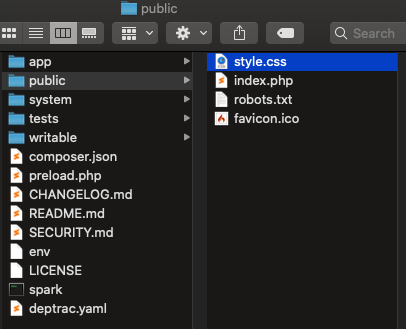 public
Search
app
public
system
tests
writable
composer.json
preload.php
CHANGELOG.md
README.md
SECURITY.md
env
LICENSE
spark
deptrac.yaml
style.css
index.php
robots.txt
favicon.ico